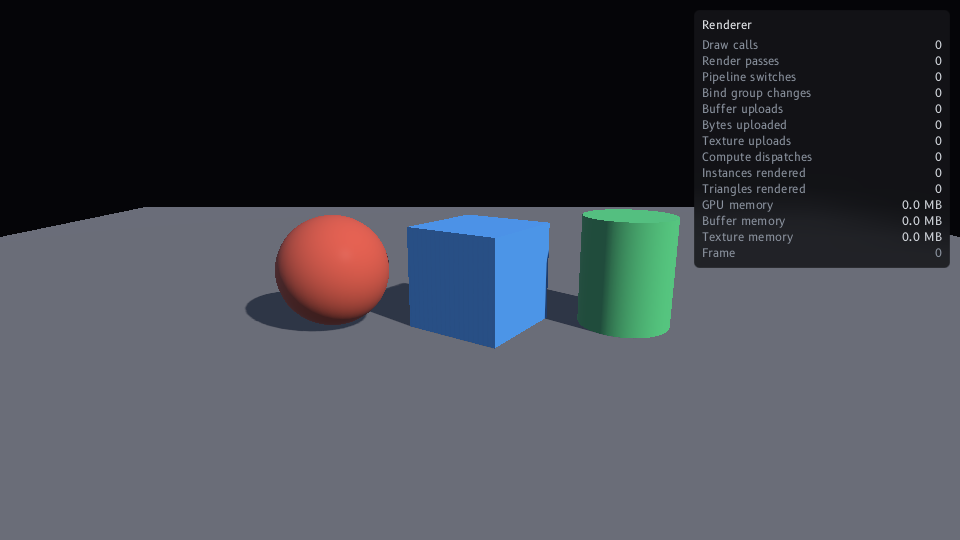 Renderer
Draw calls 0
Render passes 0
Pipeline switches 0
Bind group changes 0
Buffer uploads 0
Bytes uploaded 0
Texture uploads 0
Compute dispatches 0
Instances rendered 0
Triangles rendered 0
GPU memory 0.0 MB
Buffer memory 0.0 MB
Texture memory 0.0 MB
Frame 0